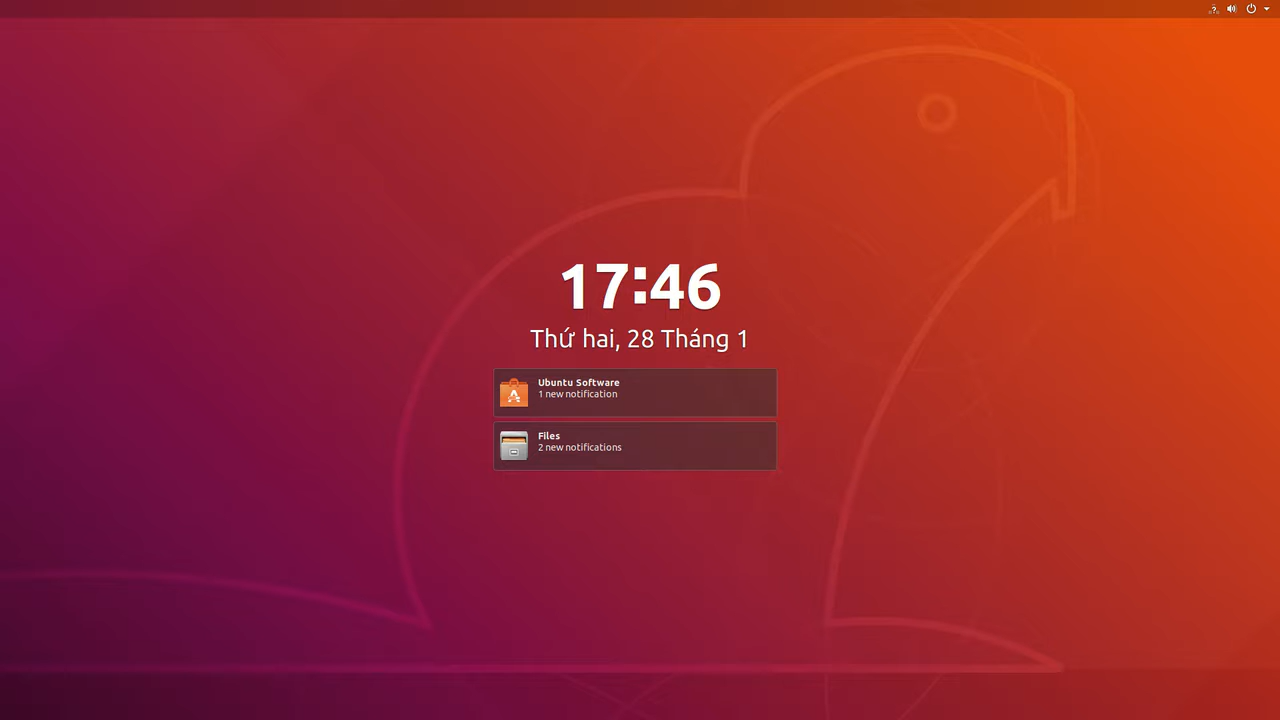 17:46
Thứ hai, 28 Tháng 1
Ubuntu Software
1 new notification
Files
2 new notifications